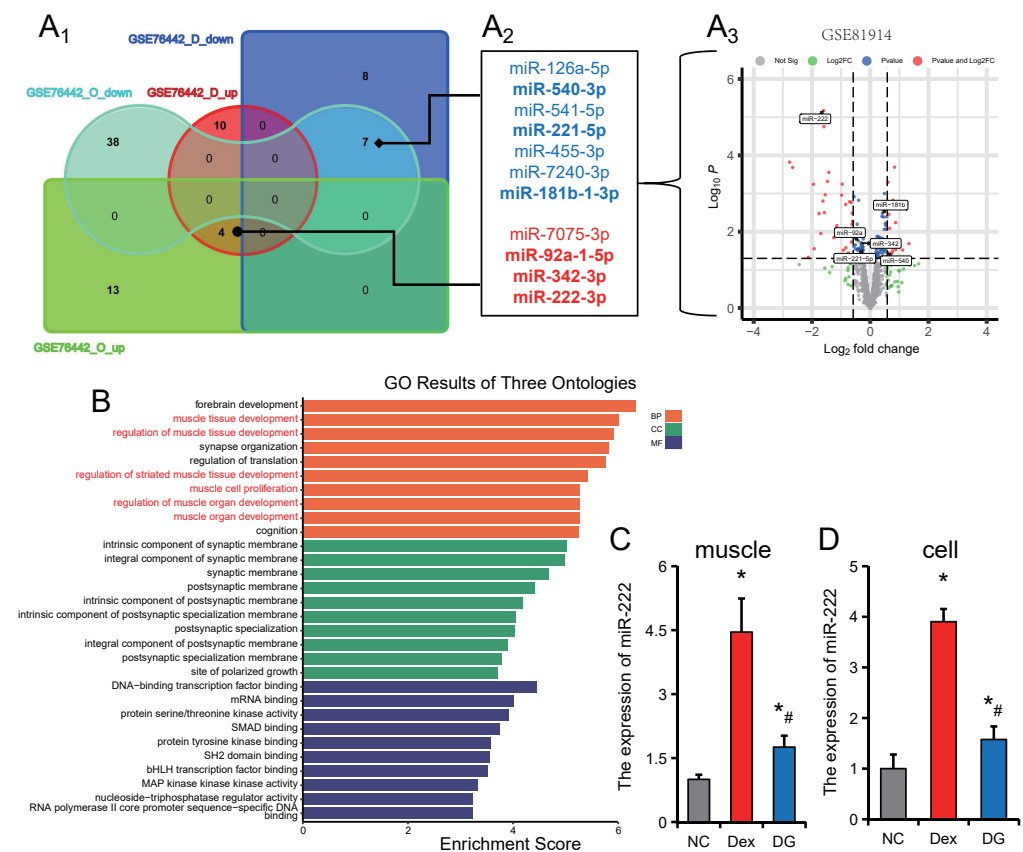 A1
GSE76442_D_down
GSE76442_O_down
GSE76442_D_up
8
38
10
0
7
0
0
0
0
0
0
4
0
13
0
GSE76442_O_up
A2
miR-126a-5p
miR-540-3p
miR-541-5p
miR-221-5p
miR-455-3p
miR-7240-3p
miR-181b-1-3p
miR-7075-3p
miR-92a-1-5p
miR-342-3p
miR-222-3p
A3
GSE81914
Not Sig
Log2FC
Pvalue
Pvalue and Log2FC
Log10 P
6
4
2
0
miR−222
miR−181b
miR−92a
miR−342
miR−221−5p
miR−540
−4
−2
0
2
4
Log2 fold change
B
GO Results of Three Ontologies
forebrain development
muscle tissue development
regulation of muscle tissue development
synapse organization
regulation of translation
regulation of striated muscle tissue development
muscle cell proliferation
regulation of muscle organ development
muscle organ development
cognition
intrinsic component of synaptic membrane
integral component of synaptic membrane
synaptic membrane
postsynaptic membrane
intrinsic component of postsynaptic membrane
intrinsic component of postsynaptic specialization membrane
postsynaptic specialization
integral component of postsynaptic membrane
postsynaptic specialization membrane
site of polarized growth
DNA−binding transcription factor binding
mRNA binding
protein serine/threonine kinase activity
SMAD binding
protein tyrosine kinase binding
SH2 domain binding
bHLH transcription factor binding
MAP kinase kinase kinase activity
nucleoside−triphosphatase regulator activity
RNA polymerase II core promoter sequence−specific DNA
binding
0
2
4
6
Enrichment Score
BP
CC
MF
C
muscle
The expression of miR-222
6
4.5
3
1.5
0
*
*#
NC
Dex
DG
D
cell
The expression of miR-222
5
4
3
2
1
0
*
*#
NC
Dex
DG